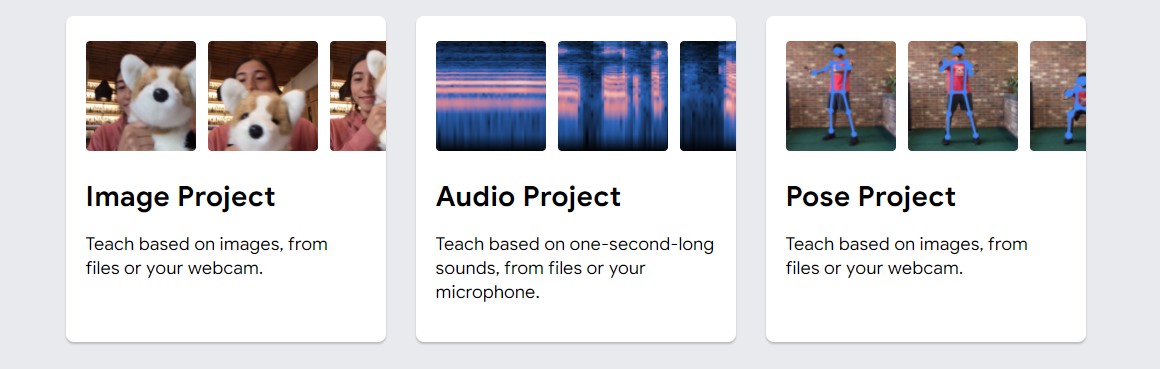 Image Project
Teach based on images, from
files or your webcam.
Audio Project
Teach based on one-second-long
sounds, from files or your
microphone.
Pose Project
Teach based on images, from
files or your webcam.